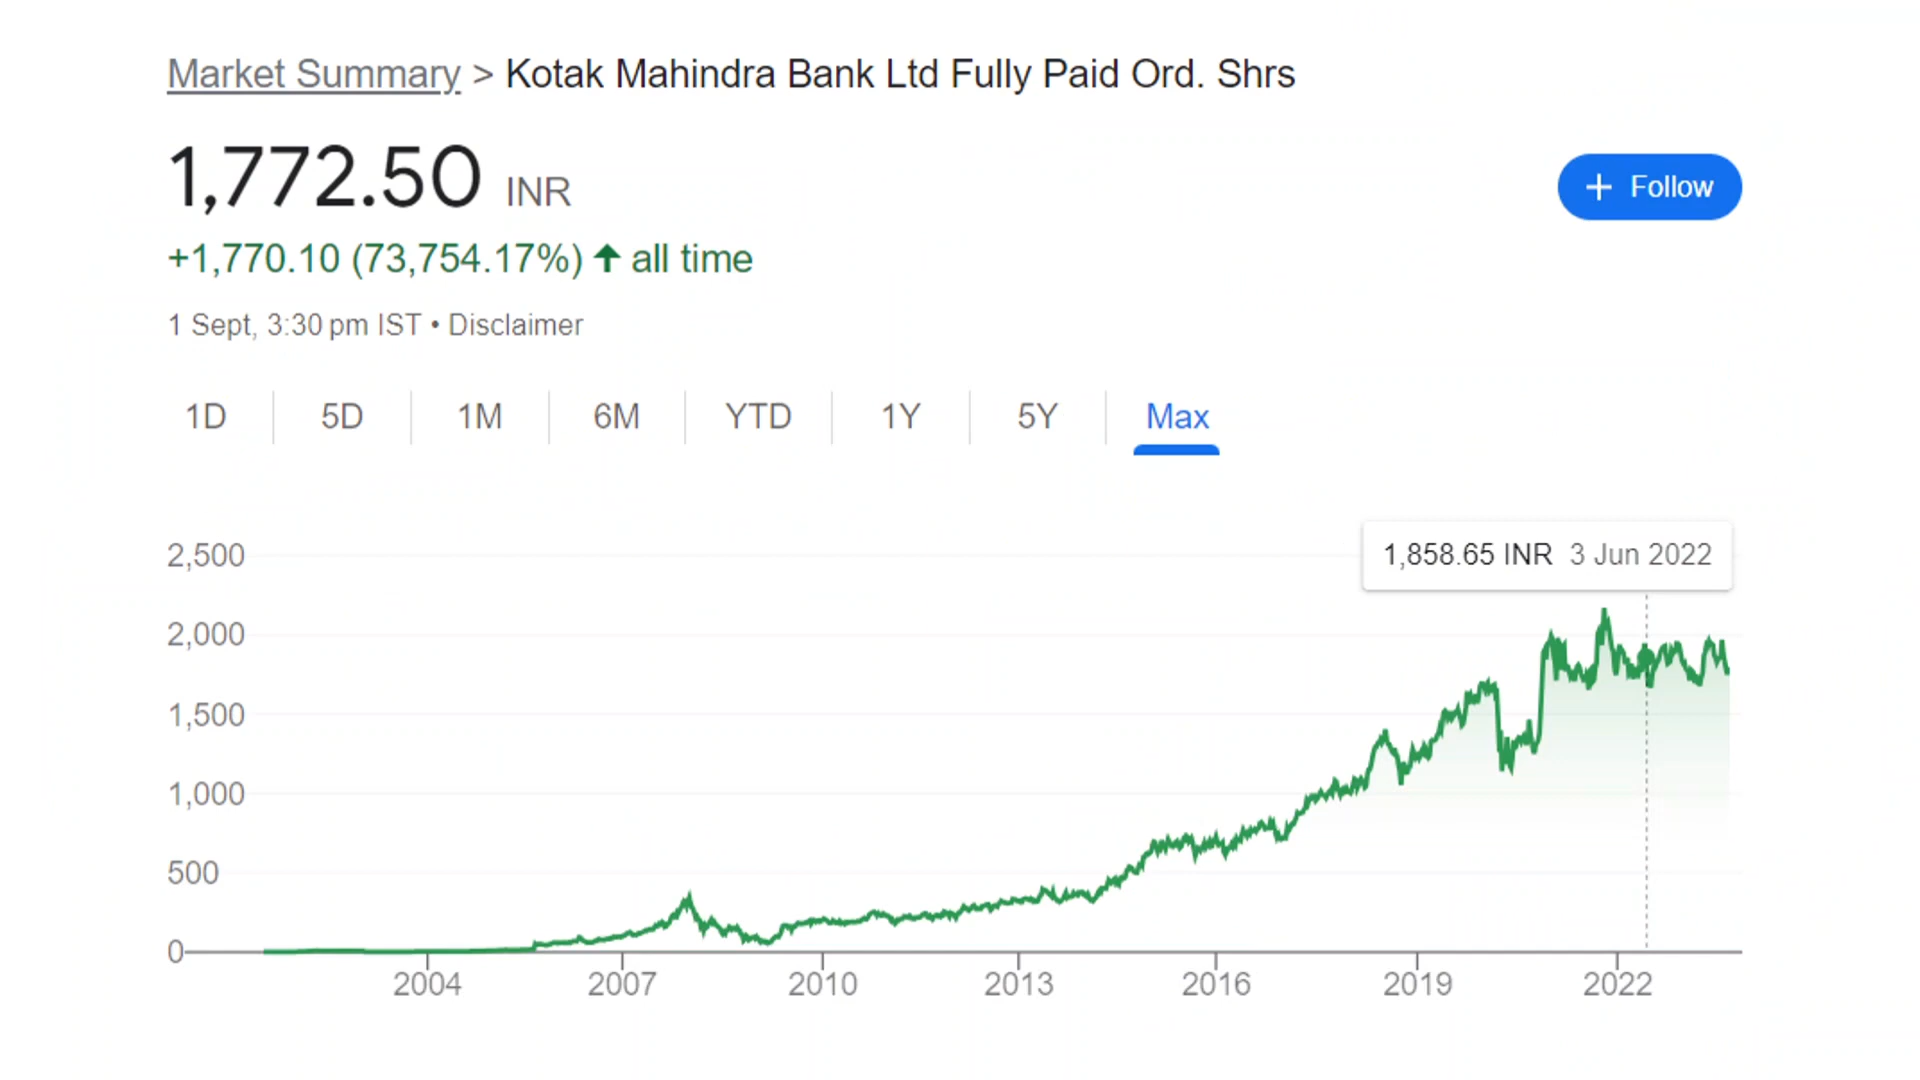 Market Summary > Kotak Mahindra Bank Ltd Fully Paid Ord. Shrs
1,772.50 INR
+ Follow
+1,770.10 (73,754.17%) ↑ all time
1 Sept, 3:30 pm IST • Disclaimer
1D 5D 1M 6M YTD 1Y 5Y Max
1,858.65 INR 3 Jun 2022
2,500
2,000
1,500
1,000
500
0
2004 2007 2010 2013 2016 2019 2022